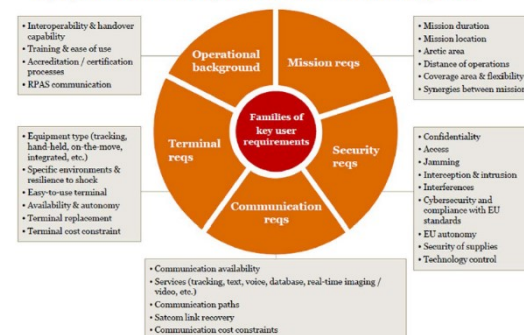 • Interoperability & handover
capability
• Training & ease of use
• Accreditation / certification
processes
• RPAS communication
Operational
background
Mission reqs
• Mission duration
• Mission location
• Arctic area
• Distance of operations
• Coverage area & flexibility
• Synergies between mission
Families of
key user
requirements
• Equipment type (tracking,
hand-held, on-the-move,
integrated, etc.)
• Specific environments &
resilience to shock
• Easy-to-use terminal
• Availability & autonomy
• Terminal replacement
• Terminal cost constraint
Terminal
reqs
Security
reqs
• Confidentiality
• Access
• Jamming
• Interception & intrusion
• Interferences
• Cybersecurity and
compliance with EU
standards
• EU autonomy
• Security of supplies
• Technology control
Communication
reqs
• Communication availability
• Services (tracking, text, voice, database, real-time imaging /
video, etc.)
• Communication paths
• Satcom link recovery
• Communication cost constraints